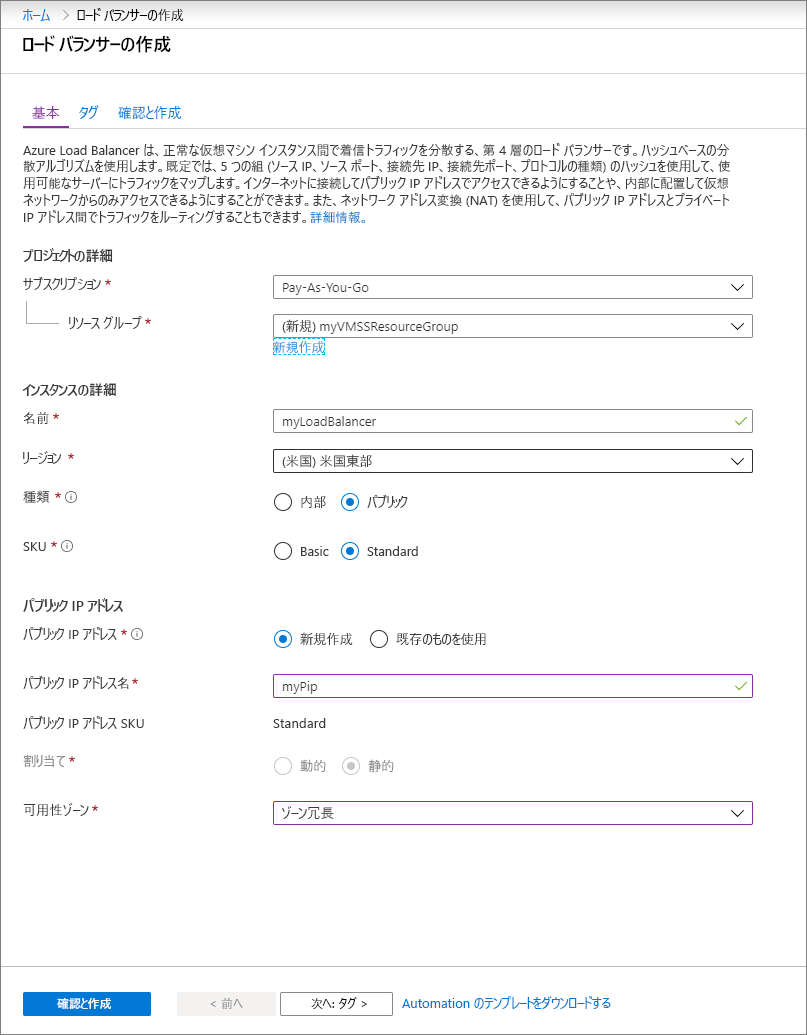 ホーム > ロード バランサーの作成
ロード バランサーの作成
基本 タグ 確認と作成
Azure Load Balancer は、正常な仮想マシン インスタンス間で着信トラフィックを分散する、第 4 層のロード バランサーです。ハッシュベースの分
散アルゴリズムを使用します。既定では、5 つの組 (ソース IP、ソース ポート、接続先 IP、接続先ポート、プロトコルの種類) のハッシュを使用して、使
用可能なサーバーにトラフィックをマップします。インターネットに接続してパブリック IP アドレスでアクセスできるようにすることや、内部に配置して仮想
ネットワークからのみアクセスできるようにすることができます。また、ネットワーク アドレス変換 (NAT) を使用して、パブリック IP アドレスとプライベート
IP アドレス間でトラフィックをルーティングすることもできます。詳細情報。
プロジェクトの詳細
サブスクリプション *
Pay-As-You-Go
リソース グループ *
(新規) myVMSSResourceGroup
新規作成
インスタンスの詳細
名前 *
myLoadBalancer
リージョン *
(米国) 米国東部
種類 *
内部 パブリック
SKU *
Basic Standard
パブリック IP アドレス
パブリック IP アドレス *
新規作成 既存のものを使用
パブリック IP アドレス名 *
myPip
パブリック IP アドレス SKU
Standard
割り当て *
動的 静的
可用性ゾーン *
ゾーン冗長
確認と作成 < 前へ 次へ: タグ > Automation のテンプレートをダウンロードする